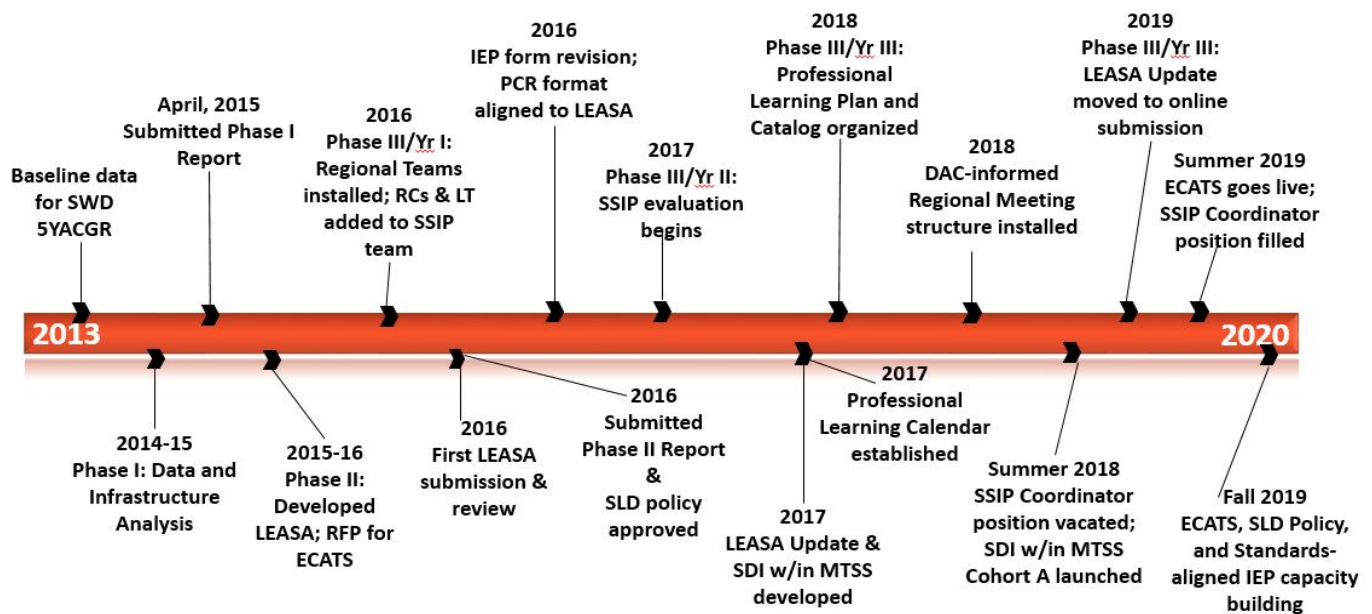 Baseline data
for SWD
5YACGR
April, 2015
Submitted Phase I
Report
2016
Phase III/Yr I:
Regional Teams
installed; RCs & LT
added to SSIP
team
2016
IEP form revision;
PCR format
aligned to LEASA
2017
Phase III/Yr II:
SSIP evaluation
begins
2018
Phase III/Yr III:
Professional
Learning Plan and
Catalog organized
2018
DAC-informed
Regional Meeting
structure installed
2019
Phase III/Yr III:
LEASA Update
moved to online
submission
Summer 2019
ECATS goes live;
SSIP Coordinator
position filled
2013
2020
2014-15
Phase I: Data and
Infrastructure
Analysis
2015-16
Phase II:
Developed
LEASA; RFP for
ECATS
2016
First LEASA
submission &
review
2016
Submitted
Phase II Report
&
SLD policy
approved
2017
LEASA Update &
SDI w/in MTSS
developed
2017
Professional
Learning Calendar
established
Summer 2018
SSIP Coordinator
position vacated;
SDI w/in MTSS
Cohort A launched
Fall 2019
ECATS, SLD Policy,
and Standards-
aligned IEP capacity
building